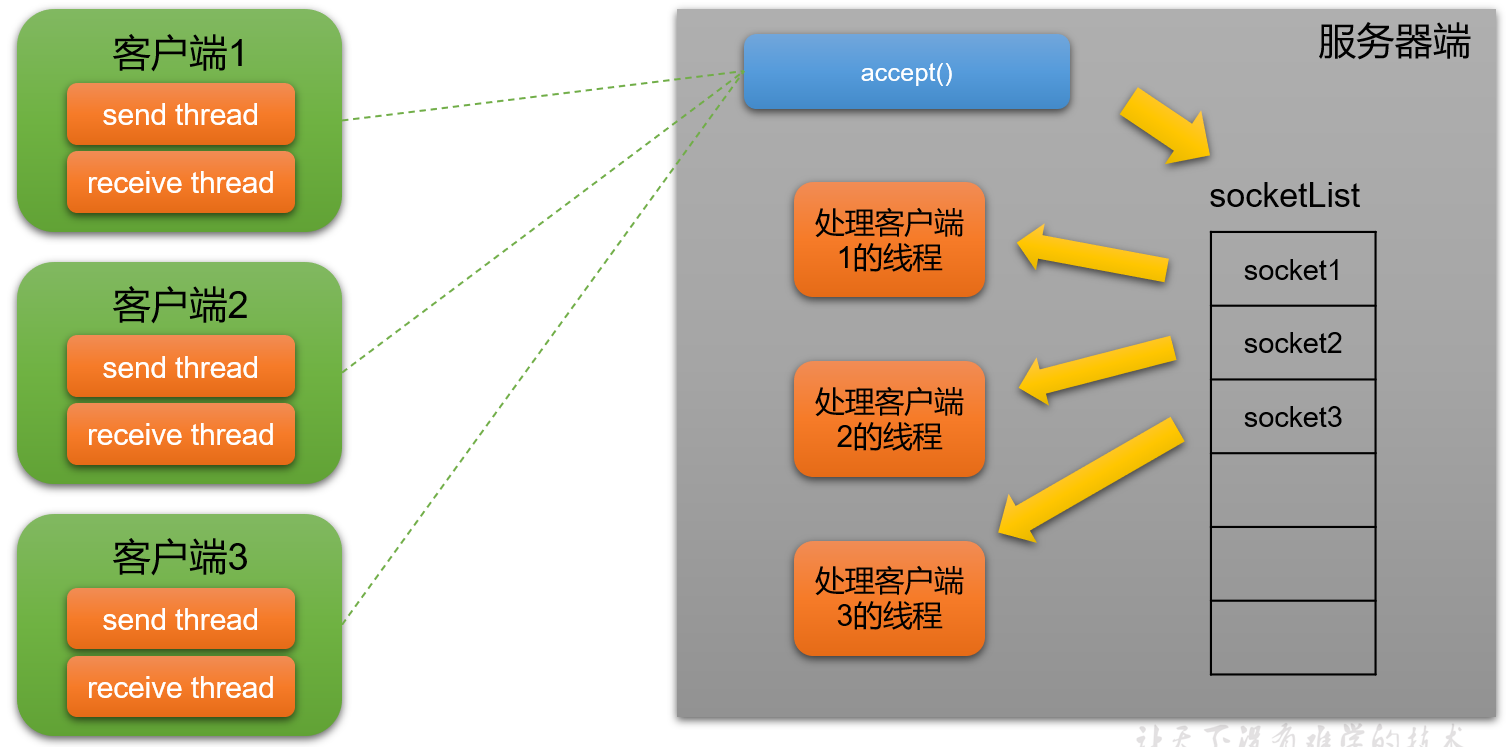 客户端1
send thread
receive thread
客户端2
send thread
receive thread
客户端3
send thread
receive thread
服务器端
accept()
socketList
socket1
socket2
socket3
处理客户端
1的线程
处理客户端
2的线程
处理客户端
3的线程
让天下没有难学的技术